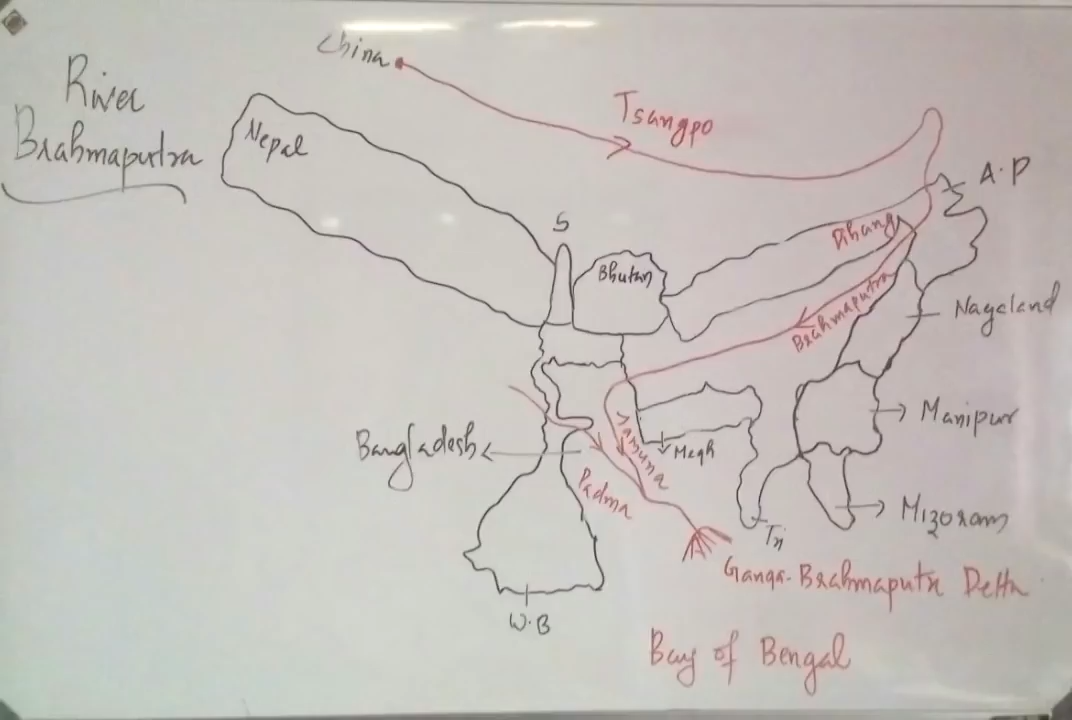 China
River
Brahmaputra
Tsangpo
Nepal
A.P
S
Dihang
Bhutan
Brahmaputra
Nagaland
Manipur
Bangladesh
Jamuna
Megh
Padma
Mizoram
Tri
Ganga-Brahmaputra Delta
W.B
Bay of Bengal